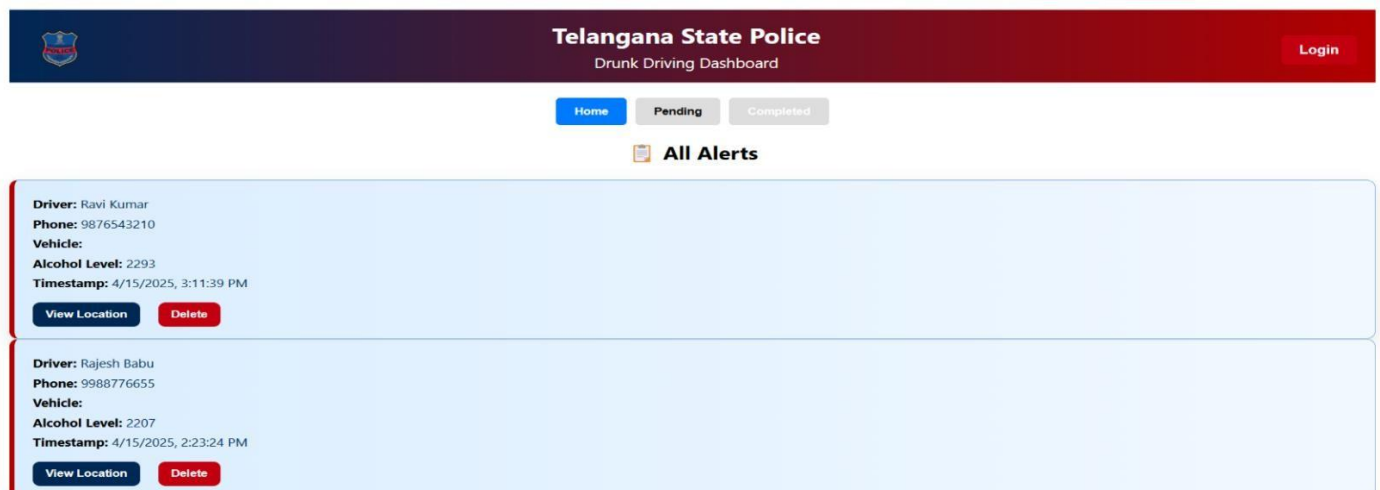 Telangana State Police
POLICE
Drunk Driving Dashboard
Login
Home Pending Completed
All Alerts
Driver: Ravi Kumar
Phone: 9876543210
Vehicle:
Alcohol Level: 2293
Timestamp: 4/15/2025, 3:11:39 PM
View Location Delete
Driver: Rajesh Babu
Phone: 9988776655
Vehicle:
Alcohol Level: 2207
Timestamp: 4/15/2025, 2:23:24 PM
View Location Delete